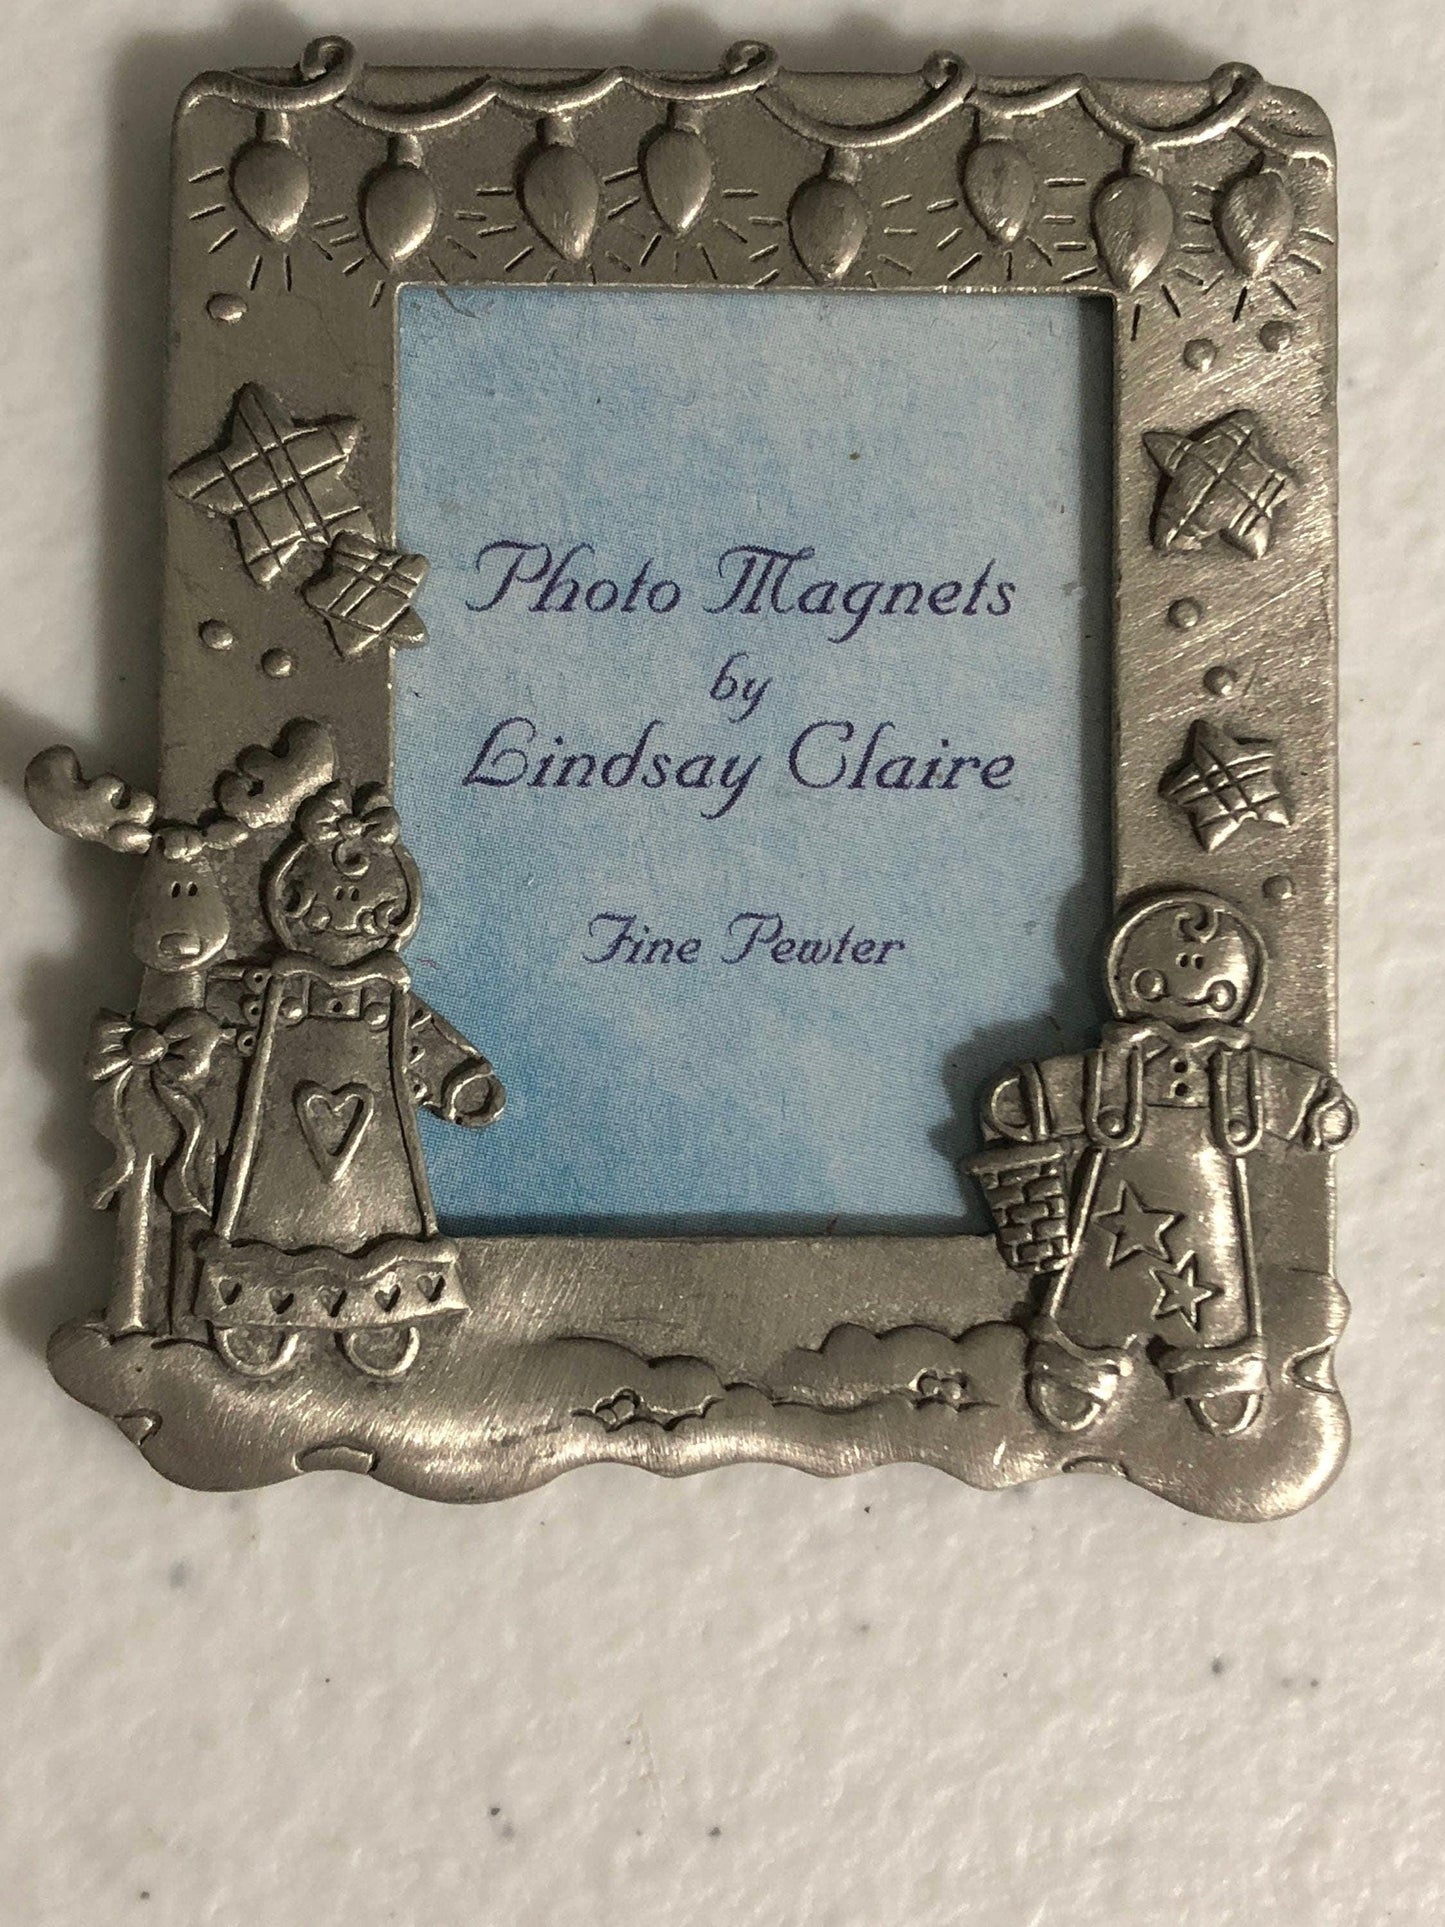 Photo Magnets
by
Lindsay Claire
Fine Pewter